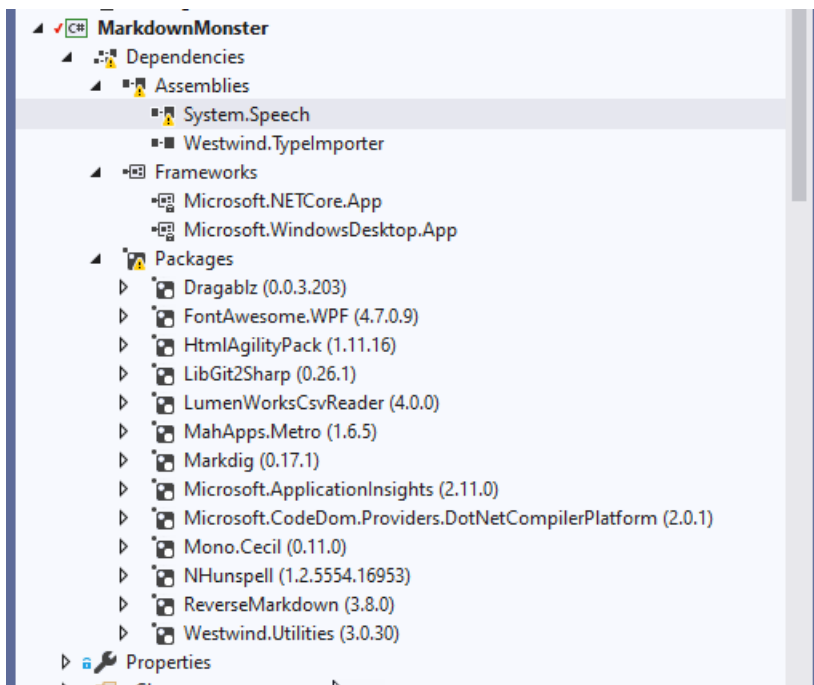 C# MarkdownMonster
Dependencies
Assemblies
System.Speech
Westwind.TypeImporter
Frameworks
Microsoft.NETCore.App
Microsoft.WindowsDesktop.App
Packages
Dragablz (0.0.3.203)
FontAwesome.WPF (4.7.0.9)
HtmlAgilityPack (1.11.16)
LibGit2Sharp (0.26.1)
LumenWorksCsvReader (4.0.0)
MahApps.Metro (1.6.5)
Markdig (0.17.1)
Microsoft.ApplicationInsights (2.11.0)
Microsoft.CodeDom.Providers.DotNetCompilerPlatform (2.0.1)
Mono.Cecil (0.11.0)
NHunspell (1.2.5554.16953)
ReverseMarkdown (3.8.0)
Westwind.Utilities (3.0.30)
Properties